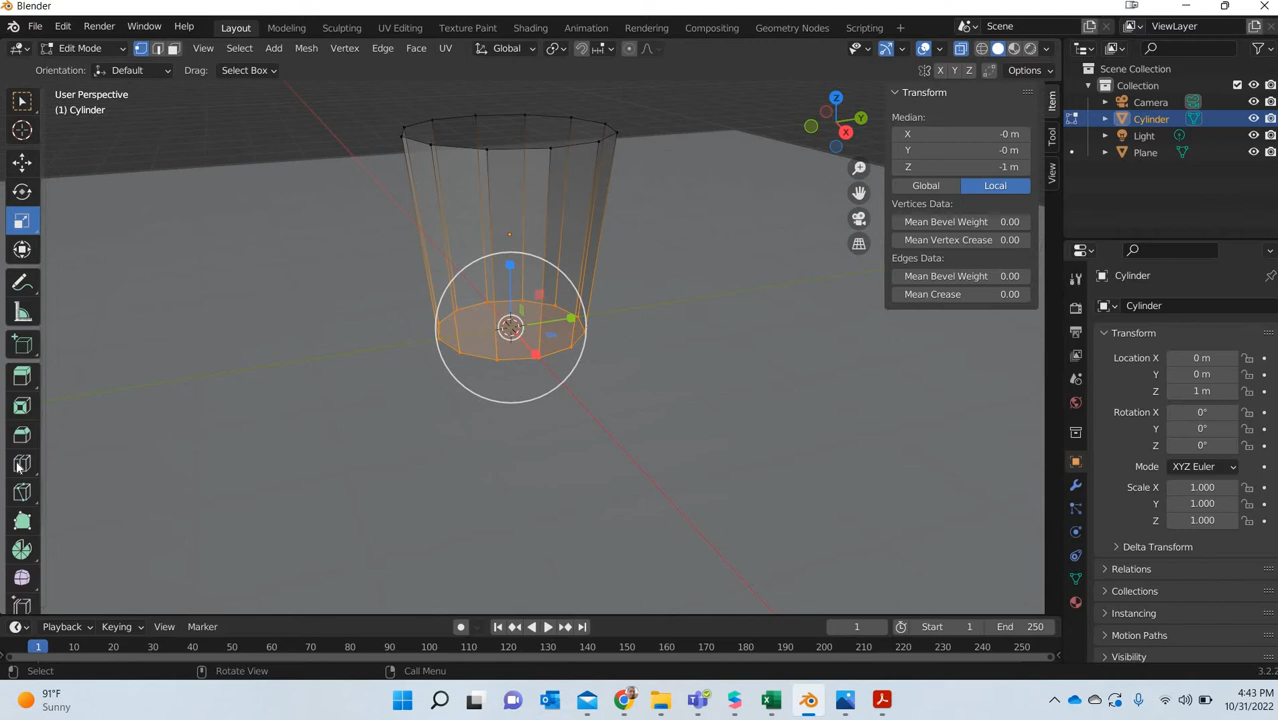 Blender
File Edit Render Window Help Layout Modeling Sculpting UV Editing Texture Paint Shading Animation Rendering Compositing Geometry Nodes Scripting + Scene ViewLayer
Edit Mode View Select Add Mesh Vertex Edge Face UV Global
Orientation: Default Drag: Select Box X Y Z Options
User Perspective
(1) Cylinder
Z
Y
X
Transform
Median:
X -0 m
Y -0 m
Z -1 m
Global Local
Vertices Data:
Mean Bevel Weight 0.00
Mean Vertex Crease 0.00
Edges Data:
Mean Bevel Weight 0.00
Mean Crease 0.00
Item
Tool
View
Scene Collection
Collection
Camera
Cylinder
Light
Plane
Cylinder
Cylinder
Transform
Location X 0 m
Y 0 m
Z 1 m
Rotation X 0°
Y 0°
Z 0°
Mode XYZ Euler
Scale X 1.000
Y 1.000
Z 1.000
Delta Transform
Relations
Collections
Instancing
Motion Paths
Visibility
Playback Keying View Marker 1 Start 1 End 250
1 10 20 30 40 50 60 70 80 90 100 110 120 130 140 150 160 170 180 190 200 210 220 230 240 250
Select Rotate View Call Menu 3.2.
91°F
Sunny
4:43 PM
10/31/2022